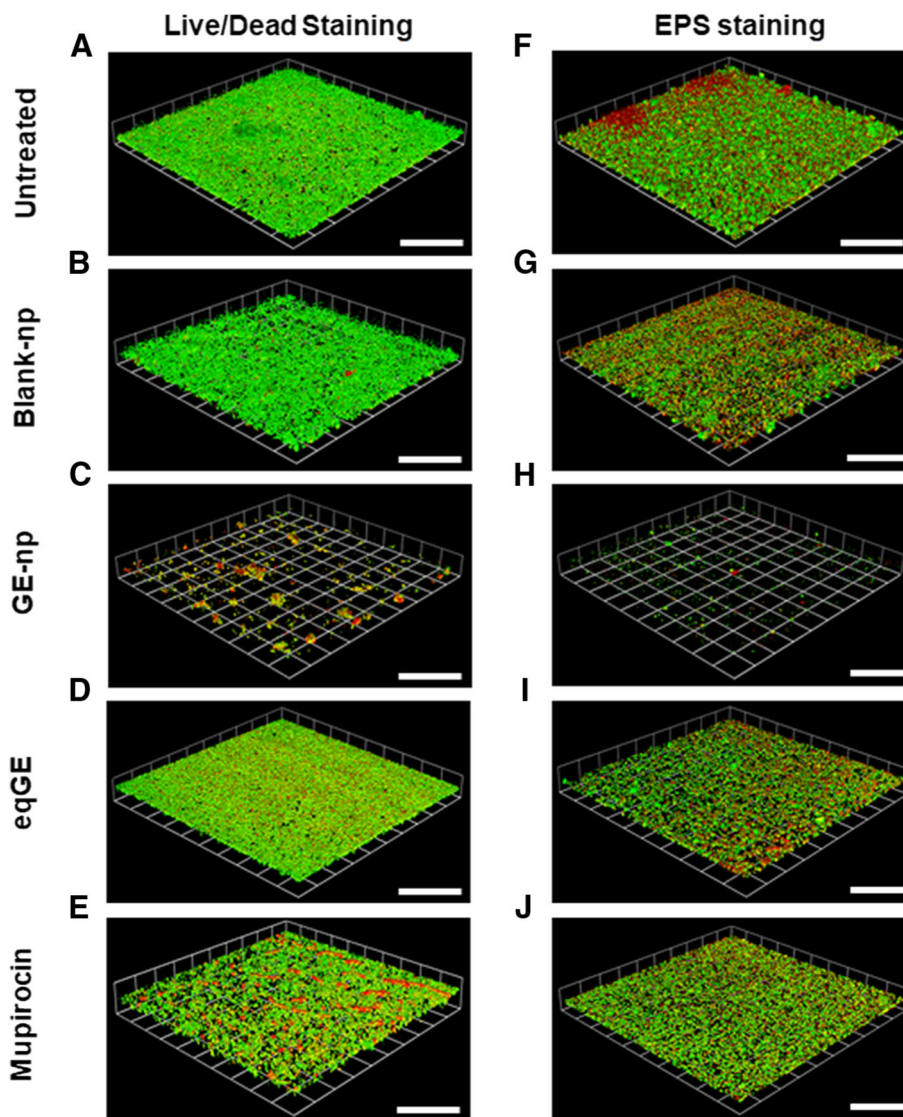 Live/Dead Staining
EPS staining
A
F
Untreated
B
G
Blank-np
C
H
GE-np
D
I
eqGE
E
J
Mupirocin